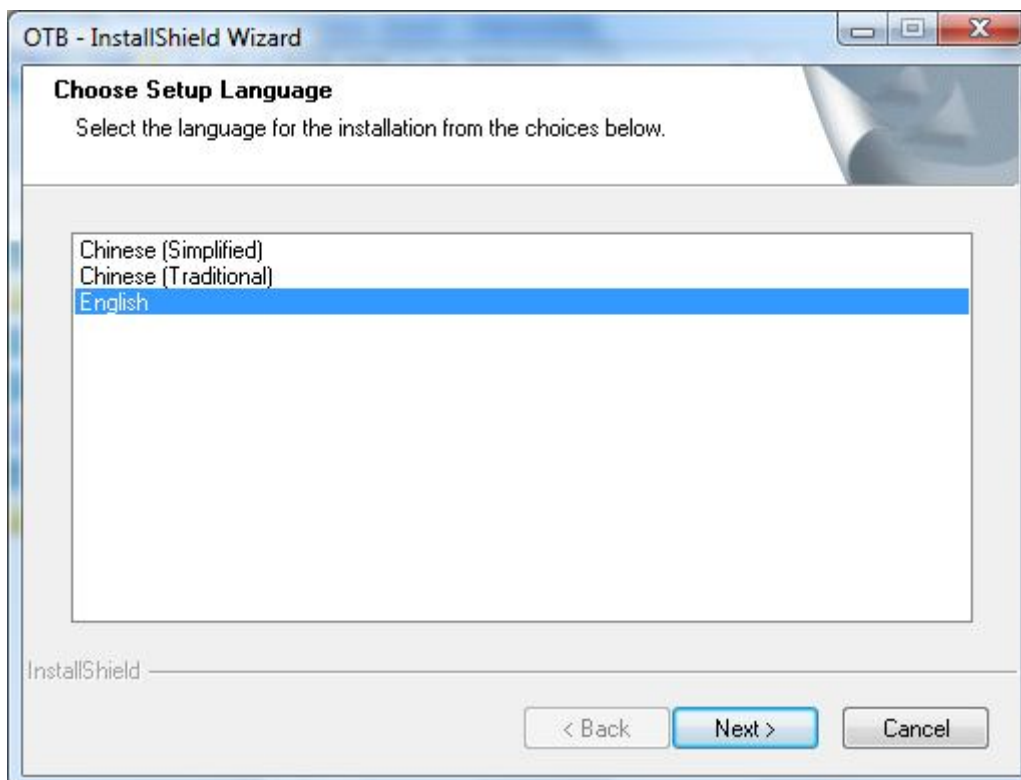 OTB - InstallShield Wizard
Choose Setup Language
Select the language for the installation from the choices below.
Chinese (Simplified)
Chinese (Traditional)
English
InstallShield
< Back
Next >
Cancel